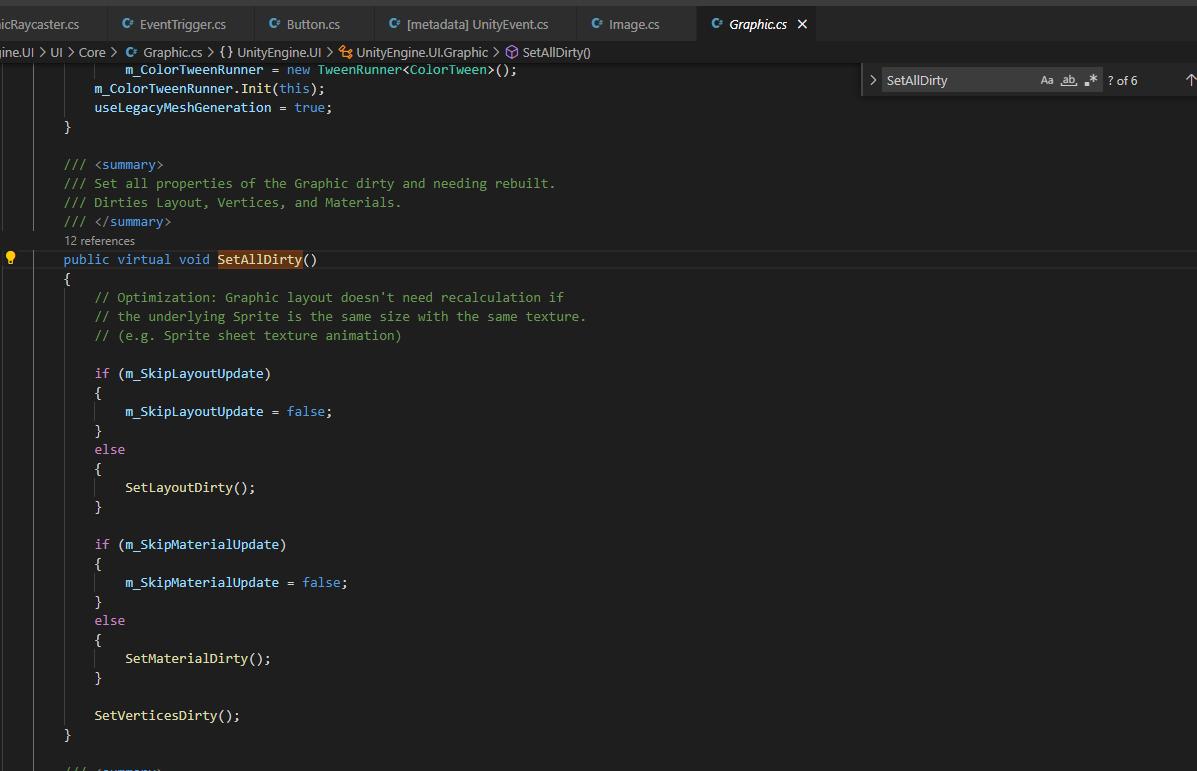 icRaycaster.cs
EventTrigger.cs
Button.cs
[metadata] UnityEvent.cs
Image.cs
Graphic.cs
ine.UI > UI > Core > Graphic.cs > {} UnityEngine.UI > UnityEngine.UI.Graphic > SetAllDirty()
SetAllDirty Aa ab .* ? of 6
m_ColorTweenRunner = new TweenRunner<ColorTween>();
m_ColorTweenRunner.Init(this);
useLegacyMeshGeneration = true;
}
/// <summary>
/// Set all properties of the Graphic dirty and needing rebuilt.
/// Dirties Layout, Vertices, and Materials.
/// </summary>
12 references
public virtual void SetAllDirty()
{
// Optimization: Graphic layout doesn't need recalculation if
// the underlying Sprite is the same size with the same texture.
// (e.g. Sprite sheet texture animation)
if (m_SkipLayoutUpdate)
{
m_SkipLayoutUpdate = false;
}
else
{
SetLayoutDirty();
}
if (m_SkipMaterialUpdate)
{
m_SkipMaterialUpdate = false;
}
else
{
SetMaterialDirty();
}
SetVerticesDirty();
}
/// <summary>